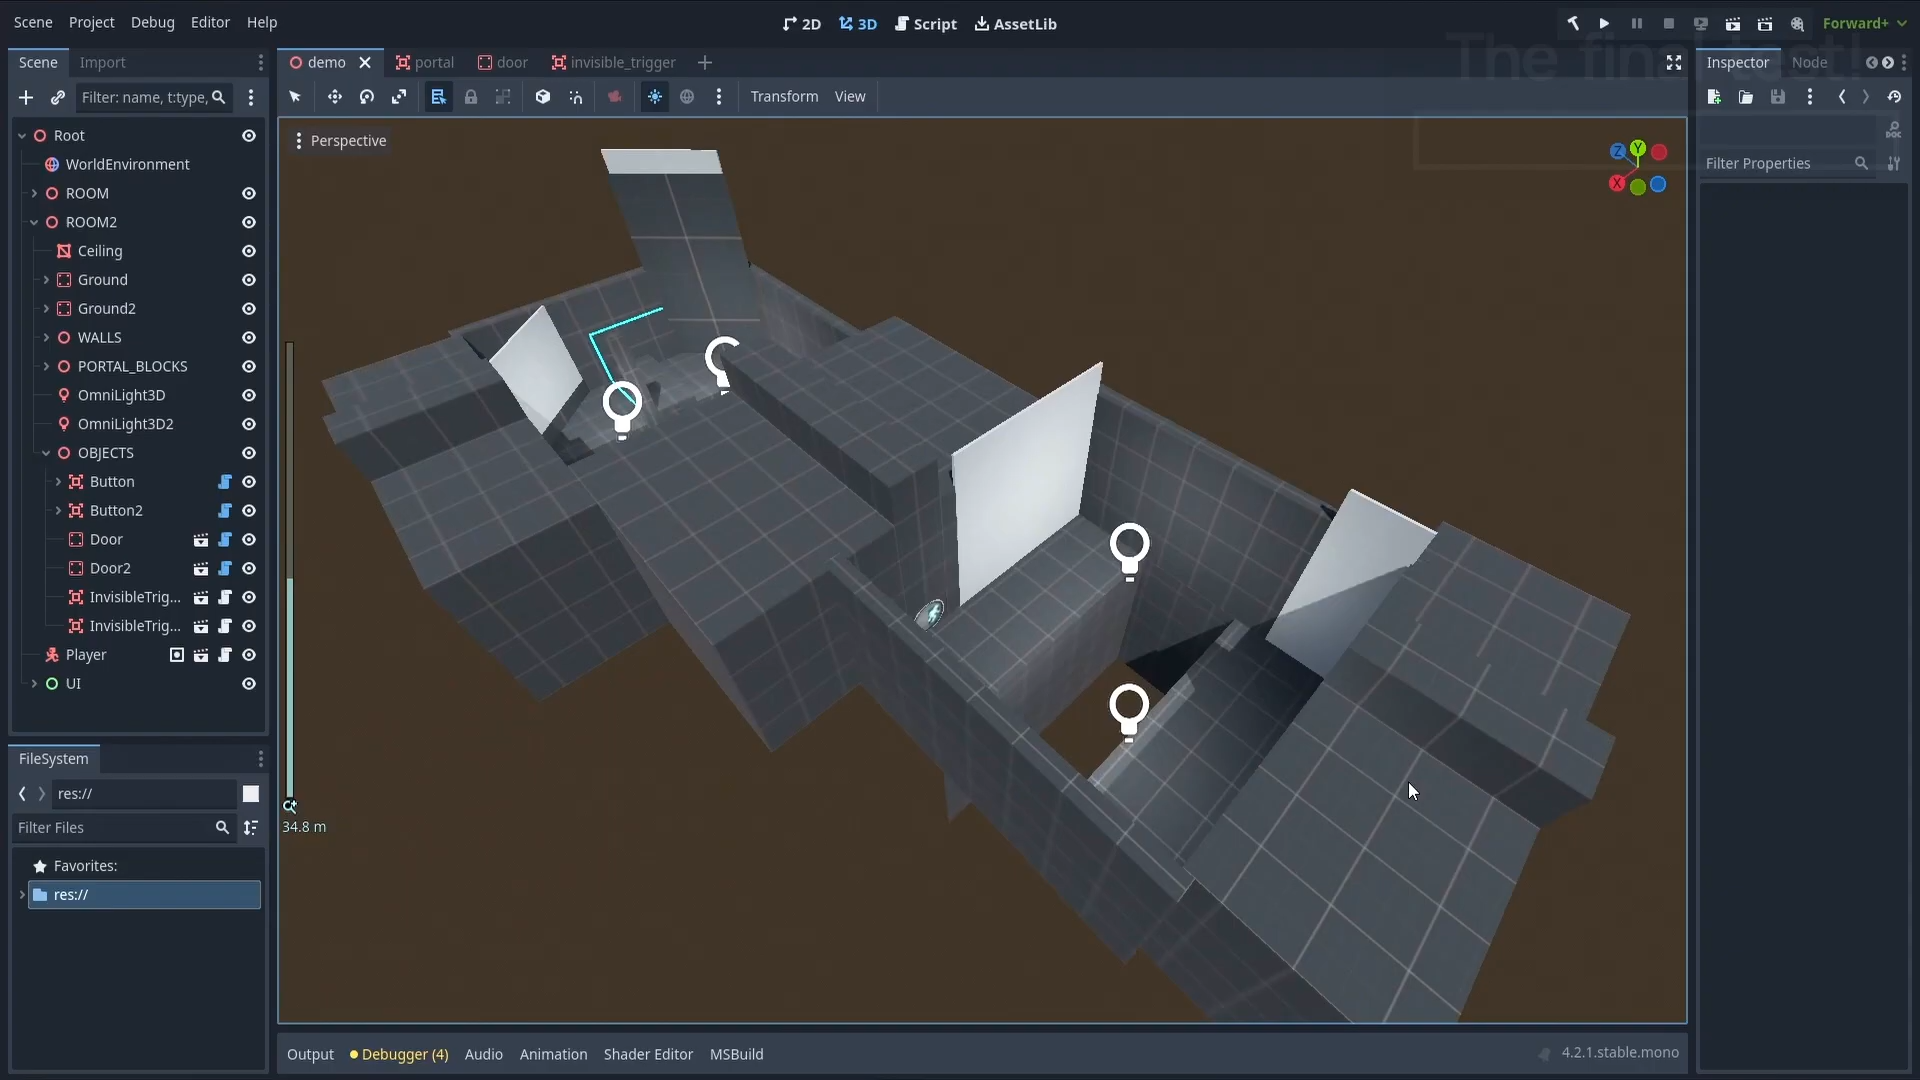 Scene Project Debug Editor Help
2D 3D Script AssetLib
Forward+
The final test!
Scene Import
demo portal door invisible_trigger
Inspector Node
Filter: name, t:type,
Transform View
Perspective
Z Y X
Filter Properties
Root
WorldEnvironment
ROOM
ROOM2
Ceiling
Ground
Ground2
WALLS
PORTAL_BLOCKS
OmniLight3D
OmniLight3D2
OBJECTS
Button
Button2
Door
Door2
InvisibleTrig...
InvisibleTrig...
Player
UI
FileSystem
res://
Filter Files
Favorites:
res://
34.8 m
Output Debugger (4) Audio Animation Shader Editor MSBuild
4.2.1.stable.mono